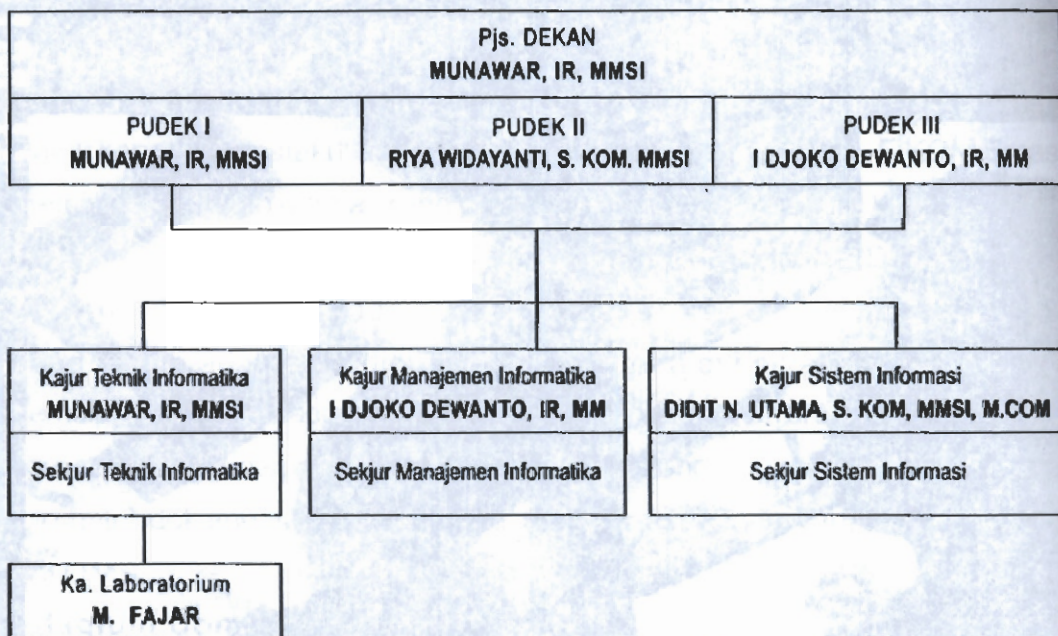 Pjs. DEKAN
MUNAWAR, IR, MMSI
PUDEK I
MUNAWAR, IR, MMSI
PUDEK II
RIYA WIDAYANTI, S. KOM. MMSI
PUDEK III
I DJOKO DEWANTO, IR, MM
Kajur Teknik Informatika
MUNAWAR, IR, MMSI
Sekjur Teknik Informatika
Kajur Manajemen Informatika
I DJOKO DEWANTO, IR, MM
Sekjur Manajemen Informatika
Kajur Sistem Informasi
DIDIT N. UTAMA, S. KOM, MMSI, M.COM
Sekjur Sistem Informasi
Ka. Laboratorium
M. FAJAR